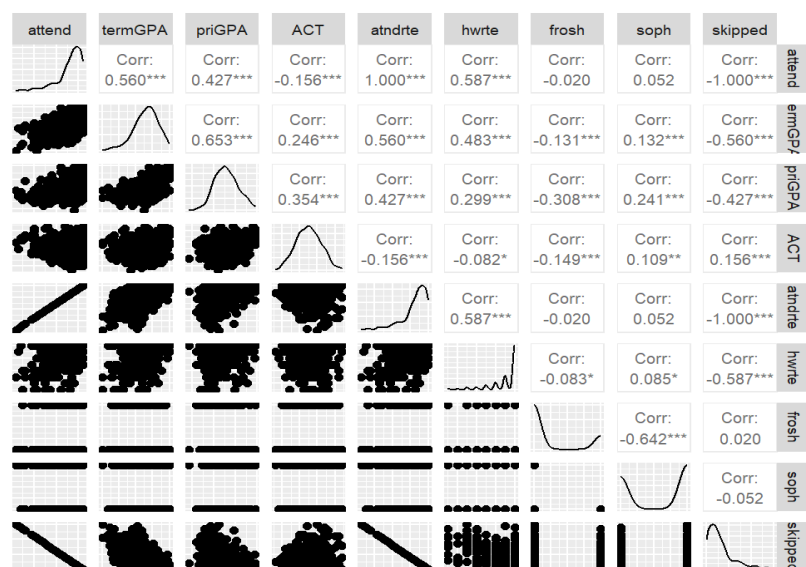 attend termGPA priGPA ACT atndrte hwrte frosh soph skipped
Corr: Corr: Corr: Corr: Corr: Corr: Corr: Corr: attend
0.560*** 0.427*** -0.156*** 1.000*** 0.587*** -0.020 0.052 -1.000***
Corr: Corr: Corr: Corr: Corr: Corr: Corr: ermGPA
0.653*** 0.246*** 0.560*** 0.483*** -0.131*** 0.132*** -0.560***
Corr: Corr: Corr: Corr: Corr: Corr: priGPA
0.354*** 0.427*** 0.299*** -0.308*** 0.241*** -0.427***
Corr: Corr: Corr: Corr: Corr: ACT
-0.156*** -0.082* -0.149*** 0.109** 0.156***
Corr: Corr: Corr: Corr: atndrte
0.587*** -0.020 0.052 -1.000***
Corr: Corr: Corr: hwrte
-0.083* 0.085* -0.587***
Corr: Corr: frosh
-0.642*** 0.020
Corr: soph
-0.052
skipped